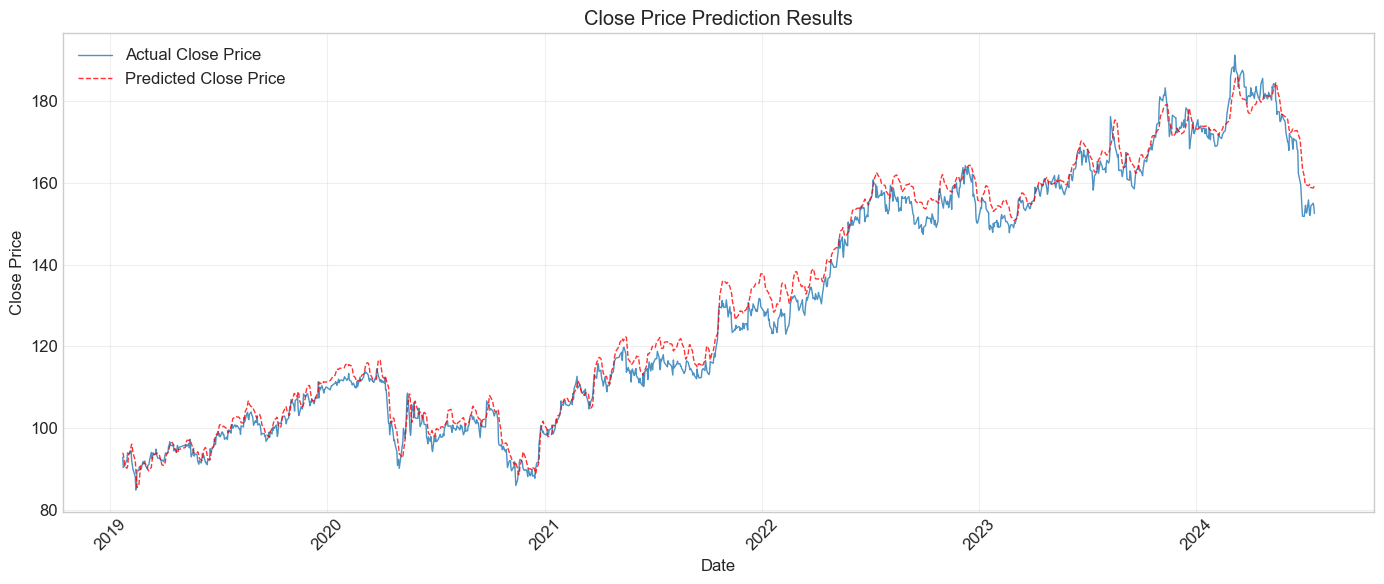 Close Price Prediction Results
Actual Close Price
Predicted Close Price
Close Price
180
160
140
120
100
80
2019
2020
2021
2022
2023
2024
Date